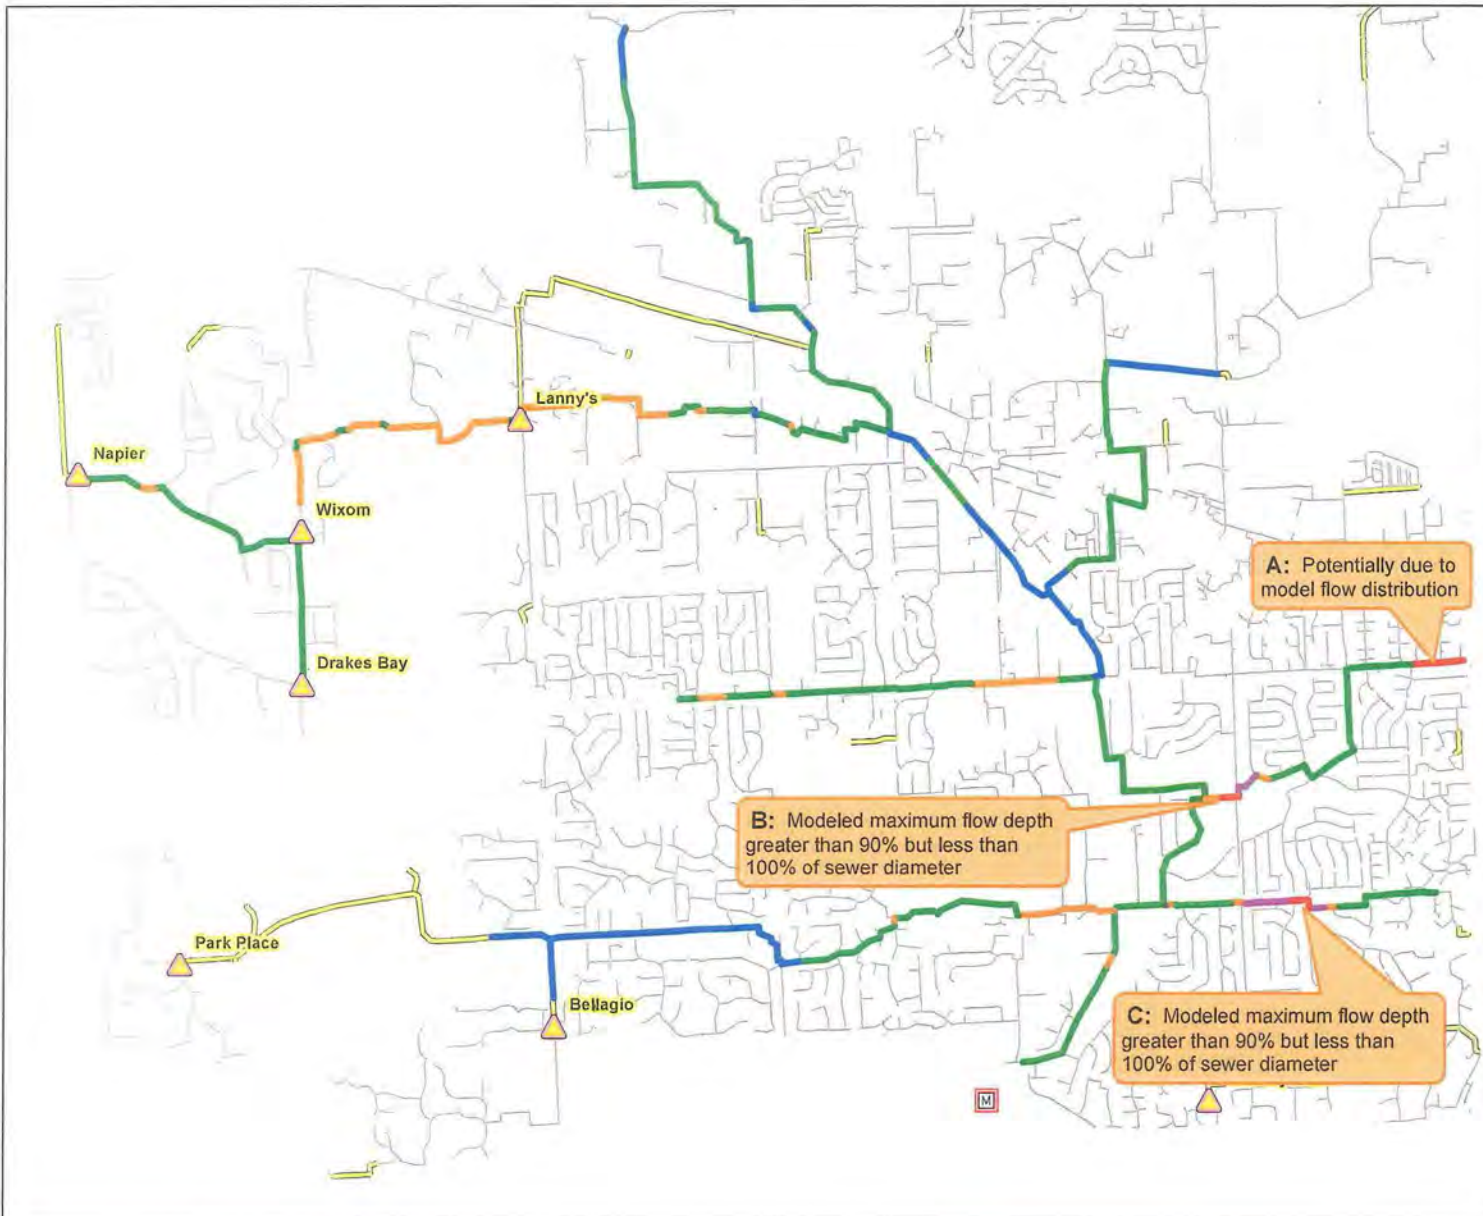 Lanny's
Napier
Wixom
A: Potentially due to
model flow distribution
Drakes Bay
B: Modeled maximum flow depth
greater than 90% but less than
100% of sewer diameter
Park Place
Bellagio
C: Modeled maximum flow depth
greater than 90% but less than
100% of sewer diameter
M